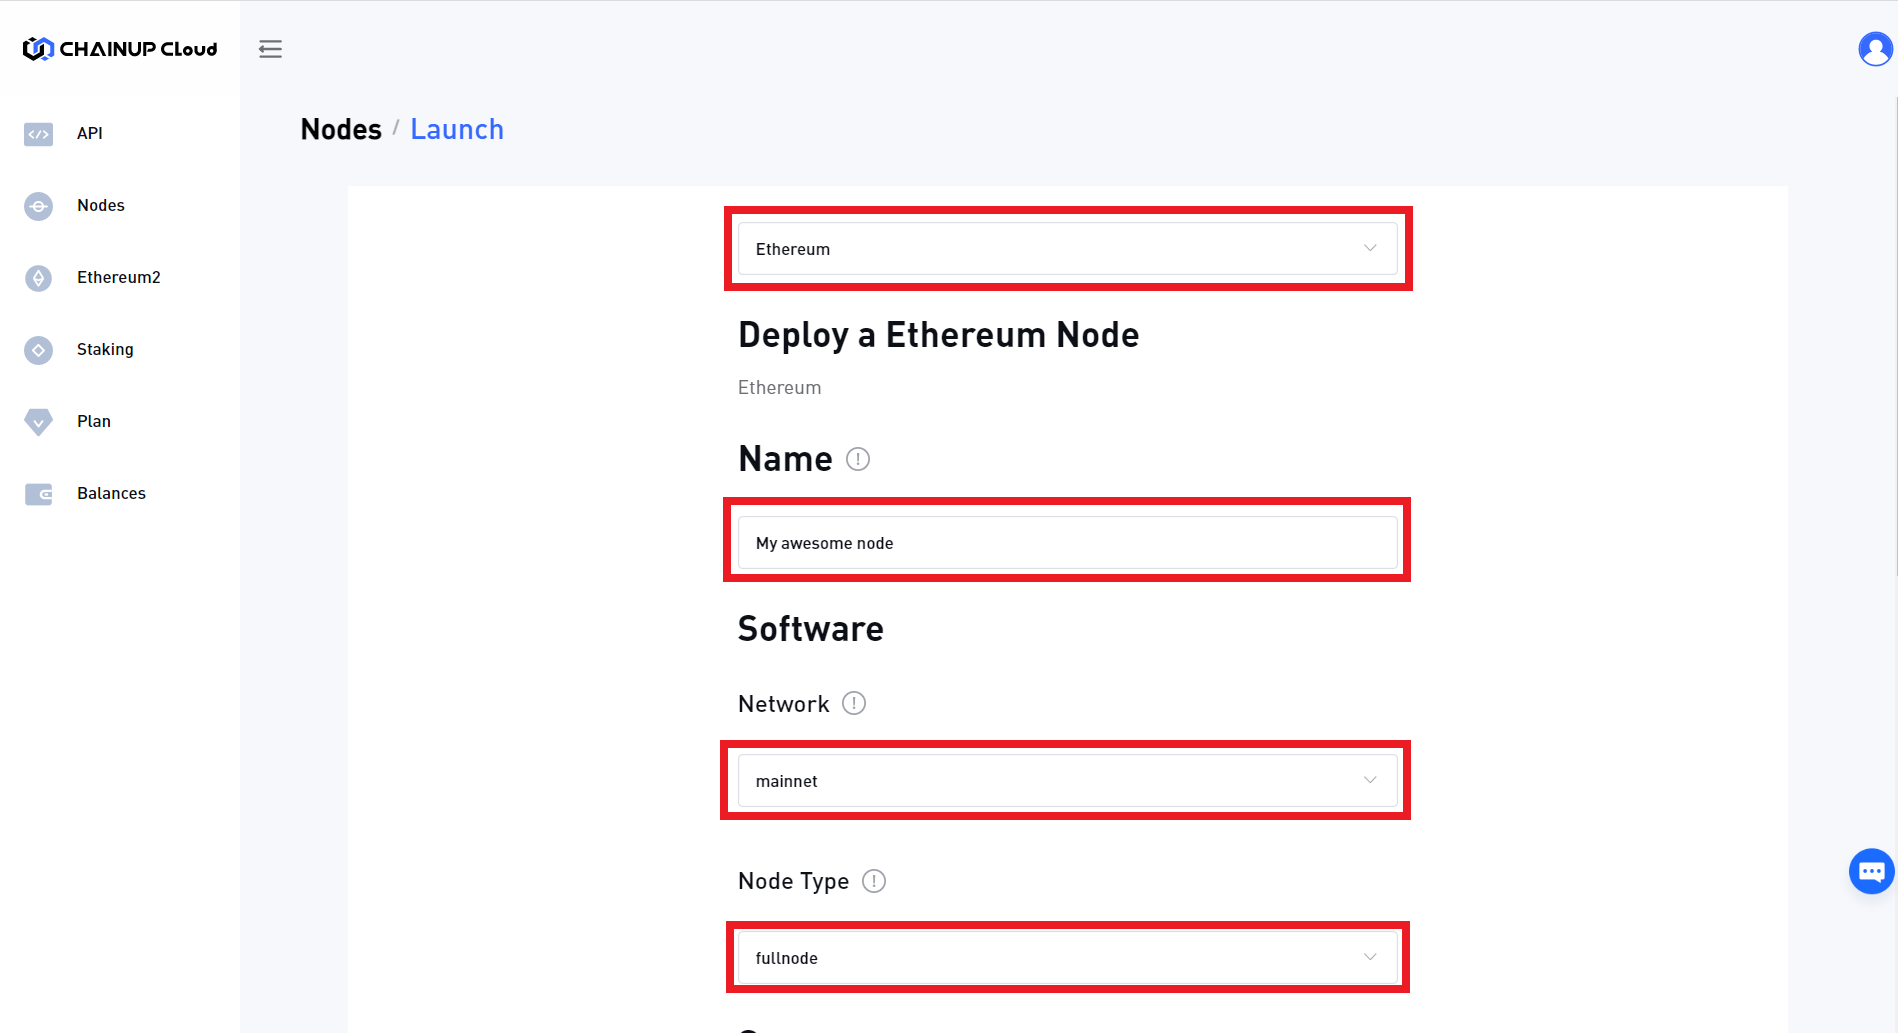 CHAINUP Cloud
API
Nodes
Ethereum2
Staking
Plan
Balances
Nodes / Launch
Ethereum
Deploy a Ethereum Node
Ethereum
Name
My awesome node
Software
Network
mainnet
Node Type
fullnode